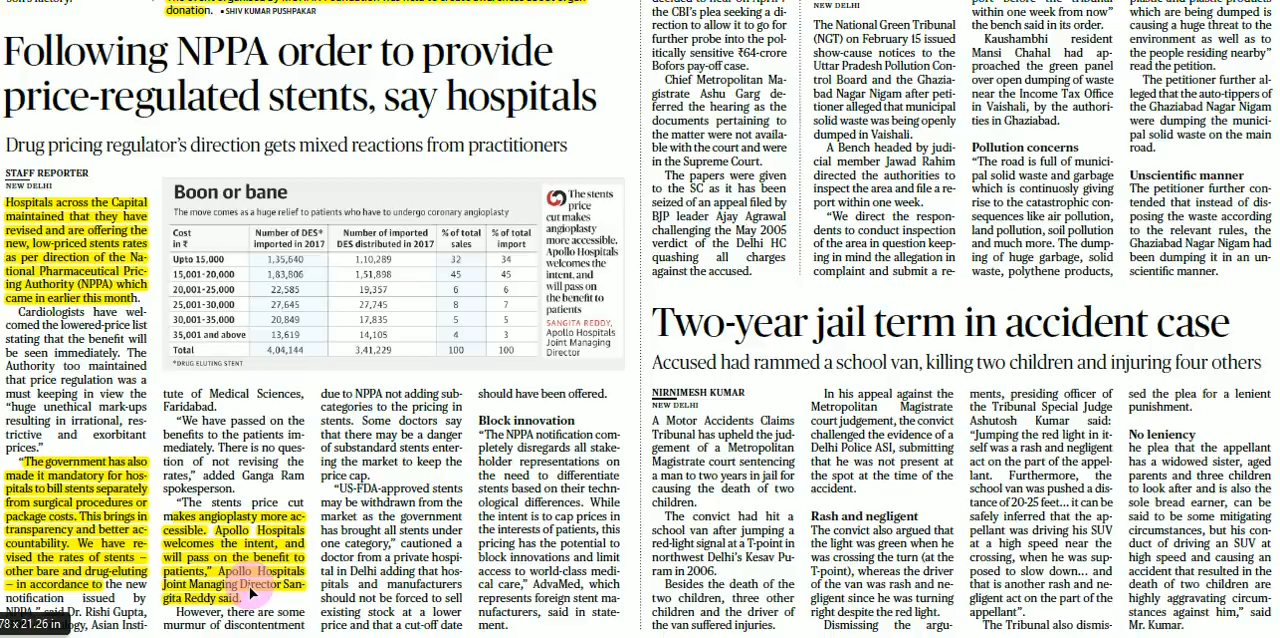 donation. ▪ SHIV KUMAR PUSHPAKAR
Following NPPA order to provide
price-regulated stents, say hospitals
Drug pricing regulator's direction gets mixed reactions from practitioners
STAFF REPORTER
NEW DELHI
Hospitals across the Capital
maintained that they have
revised and are offering the
new, low-priced stents rates
as per direction of the Na-
tional Pharmaceutical Pric-
ing Authority (NPPA) which
came in earlier this month.
Cardiologists have wel-
comed the lowered-price list
stating that the benefit will
be seen immediately. The
Authority too maintained
that price regulation was a
must keeping in view the
"huge unethical mark-ups
resulting in irrational, res-
trictive and exorbitant
prices."
"The government has also
made it mandatory for hos-
pitals to bill stents separately
from surgical procedures or
package costs. This brings in
transparency and better ac-
countability. We have re-
vised the rates of stents –
other bare and drug-eluting
– in accordance to the new
notification issued by
NPPA," said Dr. Rishi Gupta,
78 x 21.26 in
Asian Insti-
Boon or bane
The move comes as a huge relief to patients who have to undergo coronary angioplasty
Cost in ₹ Number of DES* imported in 2017 Number of imported DES distributed in 2017 % of total sales % of total import
Upto 15,000 1,35,640 1,10,289 32 34
15,001-20,000 1,83,806 1,51,898 45 45
20,001-25,000 22,585 19,357 6 6
25,001-30,000 27,645 27,745 8 7
30,001-35,000 20,849 17,835 5 5
35,001 and above 13,619 14,105 4 3
Total 4,04,144 3,41,229 100 100
*DRUG ELUTING STENT
The stents
price
cut makes
angioplasty
more accessible.
Apollo Hospitals
welcomes the
intent, and
will pass on
the benefit to
patients
SANGITA REDDY,
Apollo Hospitals
Joint Managing
Director
tute of Medical Sciences,
Faridabad.
"We have passed on the
benefits to the patients im-
mediately. There is no ques-
tion of not revising the
rates," added Ganga Ram
spokesperson.
"The stents price cut
makes angioplasty more ac-
cessible. Apollo Hospitals
welcomes the intent, and
will pass on the benefit to
patients," Apollo Hospitals
Joint Managing Director San-
gita Reddy said.
However, there are some
murmur of discontentment
due to NPPA not adding sub-
categories to the pricing in
stents. Some doctors say
that there may be a danger
of substandard stents enter-
ing the market to keep the
price cap.
"US-FDA-approved stents
may be withdrawn from the
market as the government
has brought all stents under
one category," cautioned a
doctor from a private hospi-
tal in Delhi adding that hos-
pitals and manufacturers
should not be forced to sell
existing stock at a lower
price and that a cut-off date
should have been offered.
Block innovation
"The NPPA notification com-
pletely disregards all stake-
holder representations on
the need to differentiate
stents based on their techn-
ological differences. While
the intent is to cap prices in
the interests of patients, this
pricing has the potential to
block innovations and limit
access to world-class medi-
cal care," AdvaMed, which
represents foreign stent ma-
nufacturers, said in state-
ment.
the CBI's plea seeking a di-
rection to allow it to go for
further probe into the pol-
itically sensitive ₹64-crore
Bofors pay-off case.
Chief Metropolitan Ma-
gistrate Ashu Garg de-
ferred the hearing as the
documents pertaining to
the matter were not availa-
ble with the court and were
in the Supreme Court.
The papers were given
to the SC as it has been
seized of an appeal filed by
BJP leader Ajay Agrawal
challenging the May 2005
verdict of the Delhi HC
quashing all charges
against the accused.
NEW DELHI
The National Green Tribunal
(NGT) on February 15 issued
show-cause notices to the
Uttar Pradesh Pollution Con-
trol Board and the Ghazia-
bad Nagar Nigam after peti-
tioner alleged that municipal
solid waste was being openly
dumped in Vaishali.
A Bench headed by judi-
cial member Jawad Rahim
directed the authorities to
inspect the area and file a re-
port within one week.
"We direct the respon-
dents to conduct inspection
of the area in question keep-
ing in mind the allegation in
complaint and submit a re-
within one week from now"
the bench said in its order.
Kaushambhi resident
Mansi Chahal had ap-
proached the green panel
over open dumping of waste
near the Income Tax Office
in Vaishali, by the authori-
ties in Ghaziabad.
Pollution concerns
"The road is full of munici-
pal solid waste and garbage
which is continuosly giving
rise to the catastrophic con-
sequences like air pollution,
land pollution, soil pollution
and much more. The dump-
ing of huge garbage, solid
waste, polythene products,
which are being dumped is
causing a huge threat to the
environment as well as to
the people residing nearby"
read the petition.
The petitioner further al-
leged that the auto-tippers of
the Ghaziabad Nagar Nigam
were dumping the munici-
pal solid waste on the main
road.
Unscientific manner
The petitioner further con-
tended that instead of dis-
posing the waste according
to the relevant rules, the
Ghaziabad Nagar Nigam had
been dumping it in an un-
scientific manner.
Two-year jail term in accident case
Accused had rammed a school van, killing two children and injuring four others
NIRNIMESH KUMAR
NEW DELHI
A Motor Accidents Claims
Tribunal has upheld the jud-
gement of a Metropolitan
Magistrate court sentencing
a man to two years in jail for
causing the death of two
children.
The convict had hit a
school van after jumping a
red-light signal at a T-point in
northwest Delhi's Kesav Pu-
ram in 2006.
Besides the death of the
two children, three other
children and the driver of
the van suffered injuries.
In his appeal against the
Metropolitan Magistrate
court judgement, the convict
challenged the evidence of a
Delhi Police ASI, submitting
that he was not present at
the spot at the time of the
accident.
Rash and negligent
The convict also argued that
the light was green when he
was crossing the turn (at the
T-point), whereas the driver
of the van was rash and ne-
gligent since he was turning
right despite the red light.
Dismissing the argu-
ments, presiding officer of
the Tribunal Special Judge
Ashutosh Kumar said:
"Jumping the red light in it-
self was a rash and negligent
act on the part of the appel-
lant. Furthermore, the
school van was pushed a dis-
tance of 20-25 feet... it can be
safely inferred that the ap-
pellant was driving his SUV
at a high speed near the
crossing, when he was sup-
posed to slow down... and
that is another rash and ne-
gligent act on the part of the
appellant".
The Tribunal also dismis-
sed the plea for a lenient
punishment.
No leniency
he plea that the appellant
has a widowed sister, aged
parents and three children
to look after and is also the
sole bread earner, can be
said to be some mitigating
circumstances, but his con-
duct of driving an SUV at
high speed and causing an
accident that resulted in the
death of two children are
highly aggravating circum-
stances against him," said
Mr. Kumar.